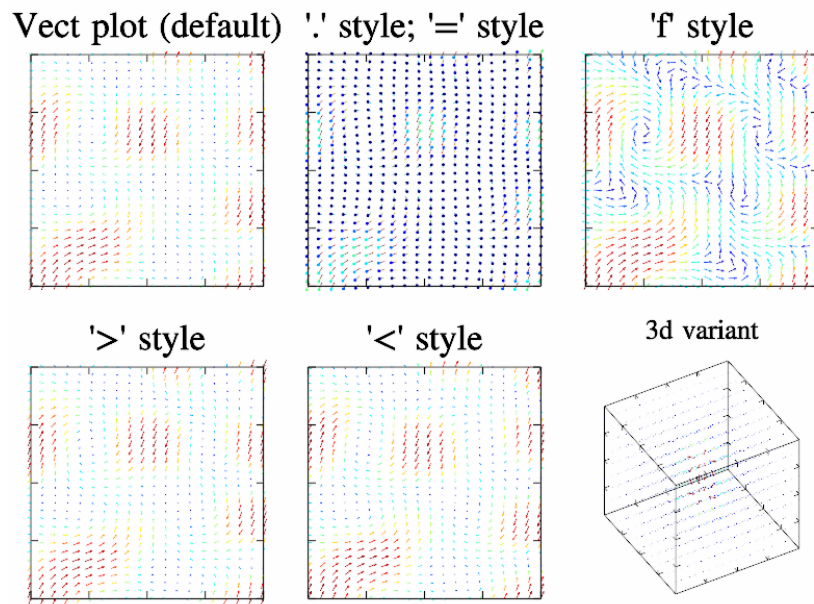 Vect plot (default)
'.' style; '=' style
'f' style
'>' style
'<' style
3d variant